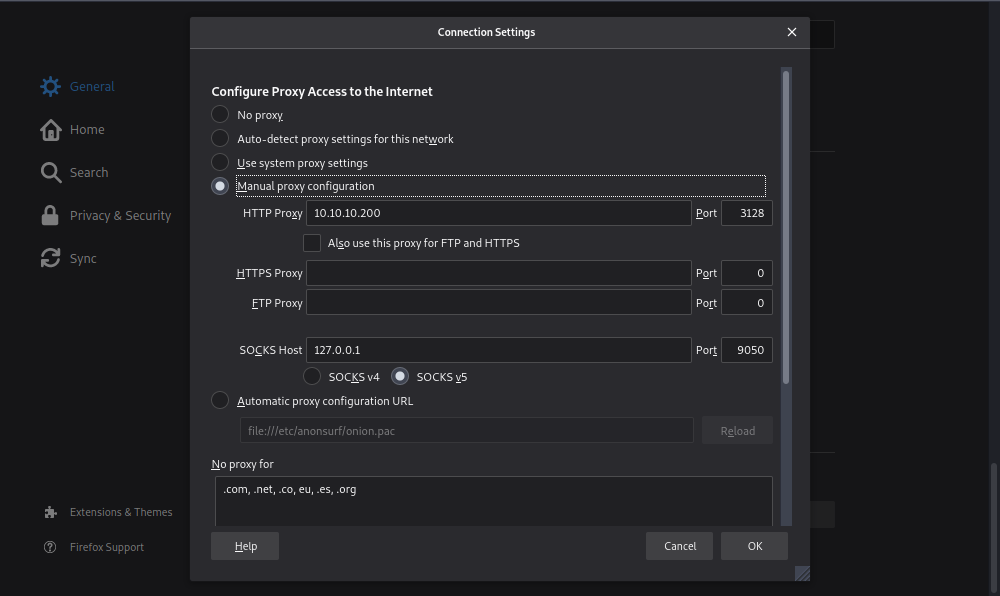 Connection Settings
General
Home
Search
Privacy & Security
Sync
Extensions & Themes
Firefox Support
Configure Proxy Access to the Internet
No proxy
Auto-detect proxy settings for this network
Use system proxy settings
Manual proxy configuration
HTTP Proxy 10.10.10.200 Port 3128
Also use this proxy for FTP and HTTPS
HTTPS Proxy Port 0
FTP Proxy Port 0
SOCKS Host 127.0.0.1 Port 9050
SOCKS v4 SOCKS v5
Automatic proxy configuration URL
file:///etc/anonsurf/onion.pac Reload
No proxy for
.com, .net, .co, eu, .es, .org
Help Cancel OK